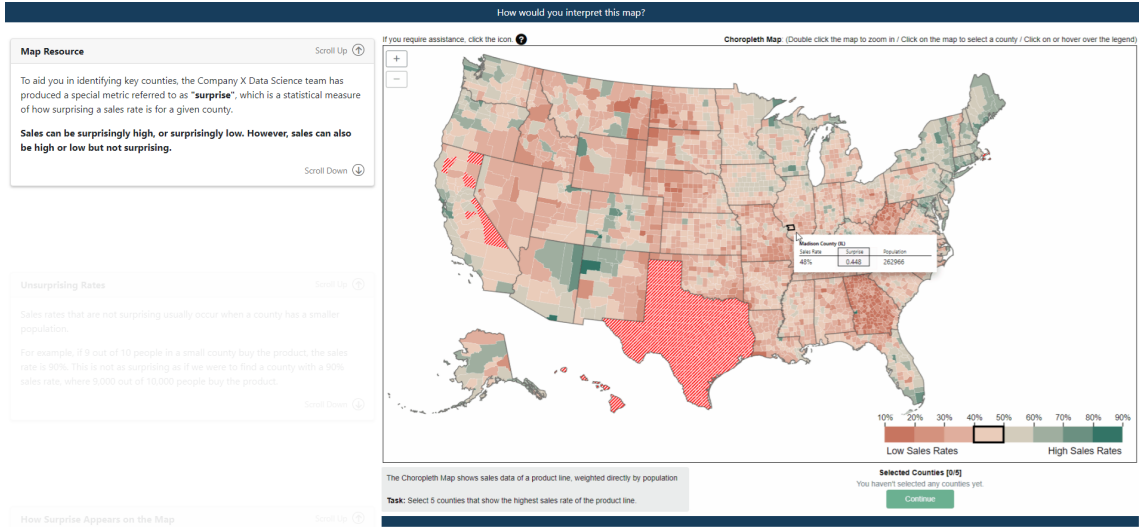 How would you interpret this map?
Map Resource
Scroll Up
To aid you in identifying key counties, the Company X Data Science team has
produced a special metric referred to as "surprise", which is a statistical measure
of how surprising a sales rate is for a given county.
Sales can be surprisingly high, or surprisingly low. However, sales can also
be high or low but not surprising.
Scroll Down
Unsurprising Rates
Scroll Up
Sales rates that are not surprising usually occur when a county has a smaller
population.
For example, if 9 out of 10 people in a small county buy the product, the sales
rate is 90%. This is not as surprising as if we were to find a county with a 90%
sales rate, where 9,000 out of 10,000 people buy the product.
Scroll Down
How Surprise Appears on the Map
Scroll Up
If you require assistance, click the icon. ?
Choropleth Map: (Double click the map to zoom in / Click on the map to select a county / Click on or hover over the legend)
+
−
Madison County (IL)
Sales Rate Surprise Population
48% 0.448 262966
10% 20% 30% 40% 50% 60% 70% 80% 90%
Low Sales Rates High Sales Rates
The Choropleth Map shows sales data of a product line, weighted directly by population
Task: Select 5 counties that show the highest sales rate of the product line.
Selected Counties [0/5]
You haven't selected any counties yet.
Continue